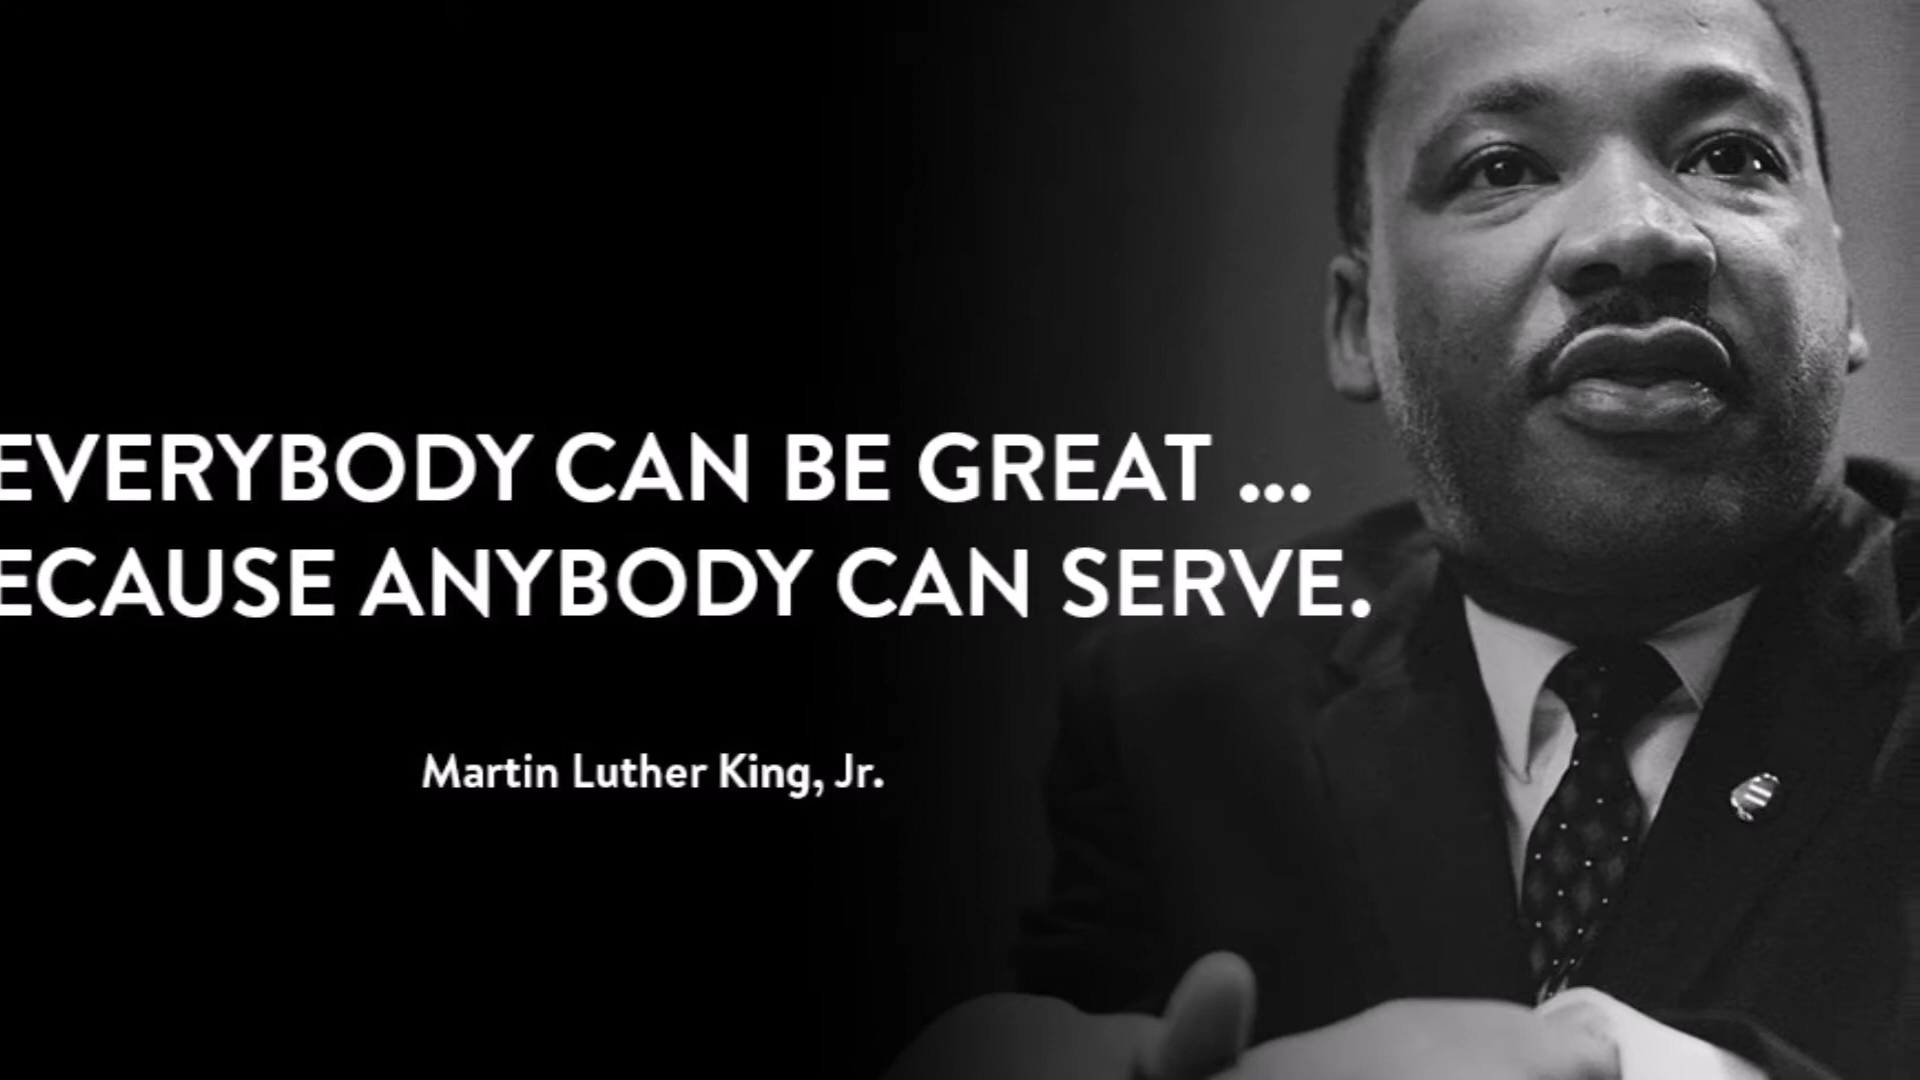 EVERYBODY CAN BE GREAT ...
ECAUSE ANYBODY CAN SERVE.
Martin Luther King, Jr.